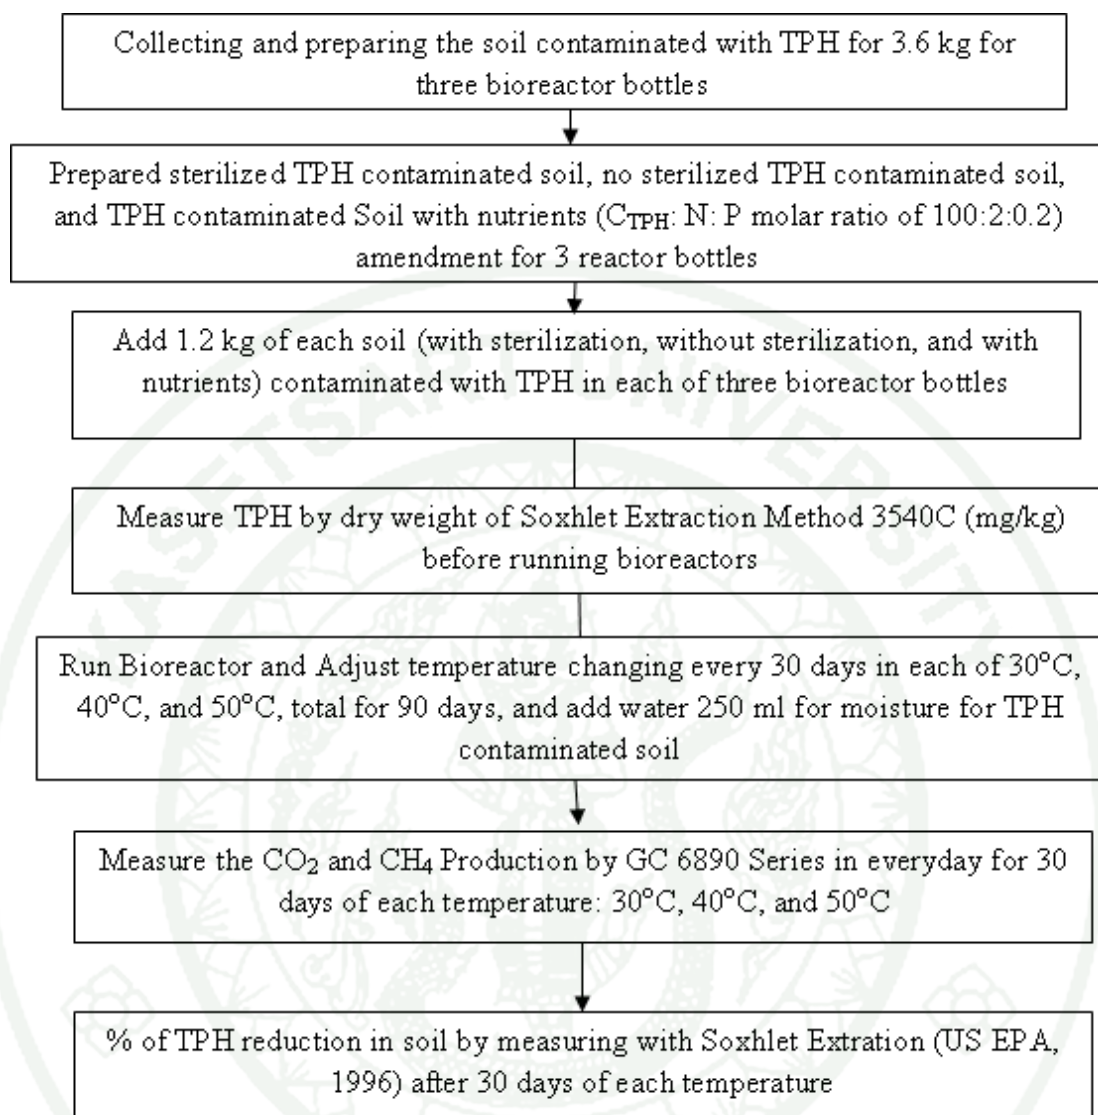 Collecting and preparing the soil contaminated with TPH for 3.6 kg for
three bioreactor bottles
Prepared sterilized TPH contaminated soil, no sterilized TPH contaminated soil,
and TPH contaminated Soil with nutrients (CTPH: N: P molar ratio of 100:2:0.2)
amendment for 3 reactor bottles
Add 1.2 kg of each soil (with sterilization, without sterilization, and with
nutrients) contaminated with TPH in each of three bioreactor bottles
Measure TPH by dry weight of Soxhlet Extraction Method 3540C (mg/kg)
before running bioreactors
Run Bioreactor and Adjust temperature changing every 30 days in each of 30°C,
40°C, and 50°C, total for 90 days, and add water 250 ml for moisture for TPH
contaminated soil
Measure the CO2 and CH4 Production by GC 6890 Series in everyday for 30
days of each temperature: 30°C, 40°C, and 50°C
% of TPH reduction in soil by measuring with Soxhlet Extration (US EPA,
1996) after 30 days of each temperature
KASETSART UNIVERSITY